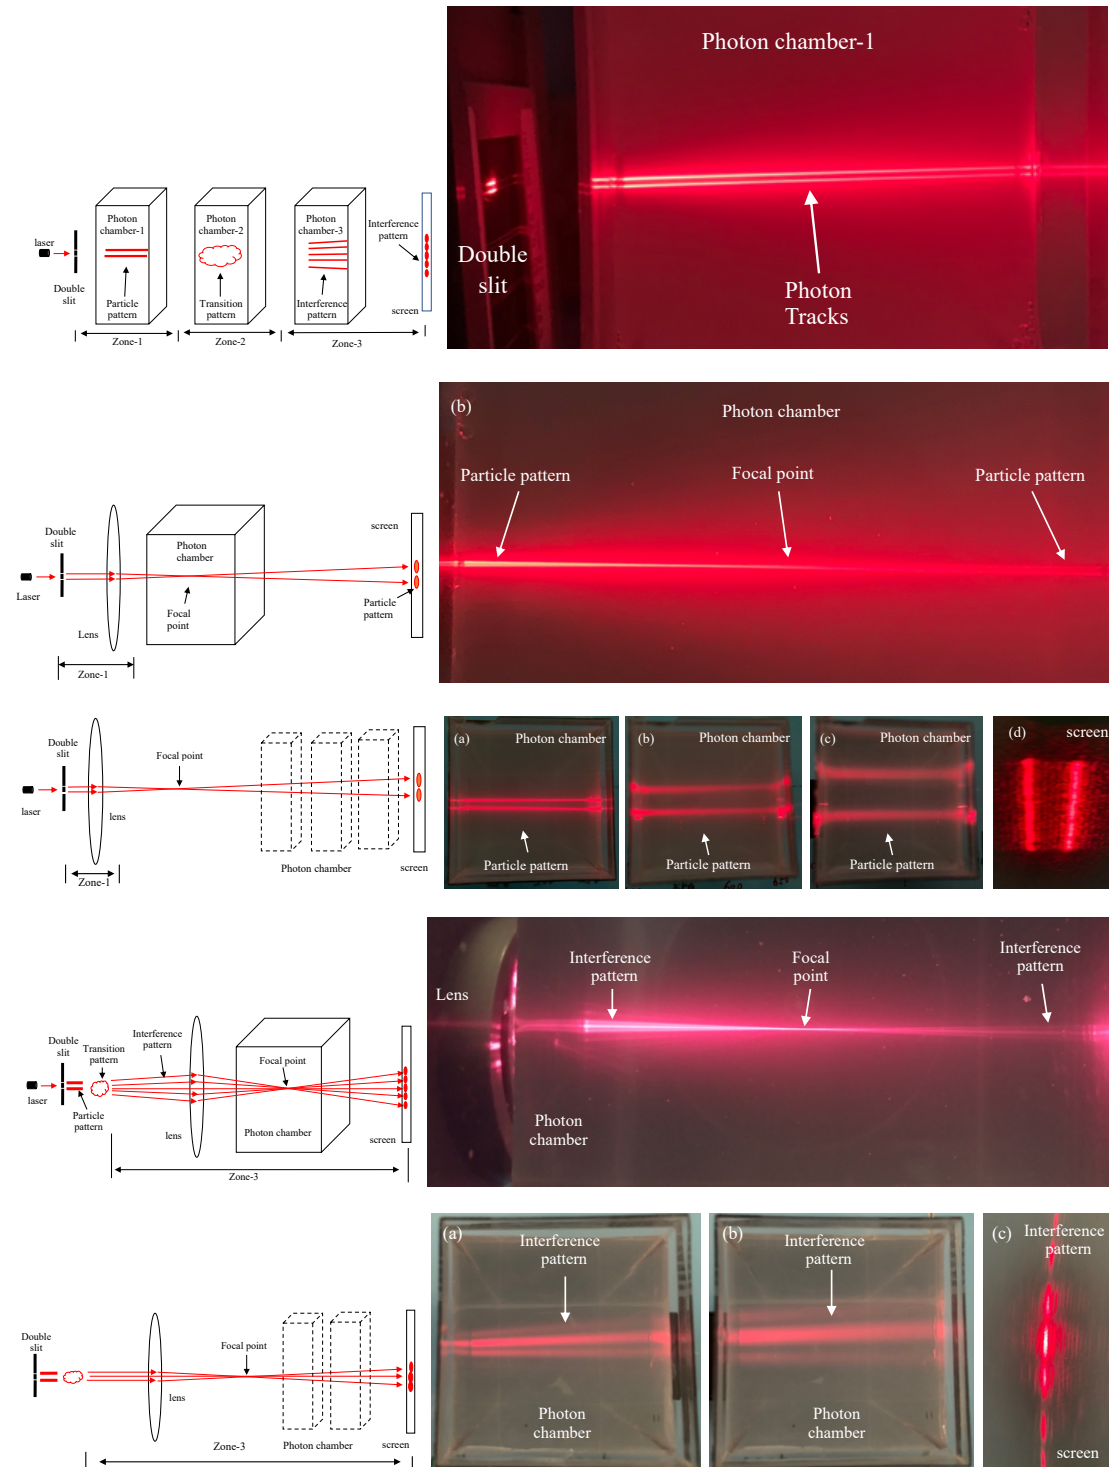 Photon
chamber-1
Photon
chamber-2
Photon
chamber-3
Interference
pattern
laser
Double
slit
Particle
pattern
Transition
pattern
Interference
pattern
screen
Zone-1
Zone-2
Zone-3
Photon chamber-1
Double
slit
Photon
Tracks
Double
slit
Laser
Lens
Zone-1
Photon
chamber
Focal
point
screen
Particle
pattern
(b)
Photon chamber
Particle pattern
Focal point
Particle pattern
Double
slit
laser
lens
Zone-1
Focal point
Photon chamber
screen
(a)
Photon chamber
Particle pattern
(b)
Photon chamber
Particle pattern
(c)
Photon chamber
Particle pattern
(d)
screen
Double
slit
Transition
pattern
Interference
pattern
laser
Particle
pattern
lens
Focal point
Photon chamber
screen
Zone-3
Lens
Interference
pattern
Focal
point
Interference
pattern
Photon
chamber
Double
slit
lens
Focal point
Zone-3
Photon chamber
screen
(a)
Interference
pattern
Photon
chamber
(b)
Interference
pattern
Photon
chamber
(c)
Interference
pattern
screen